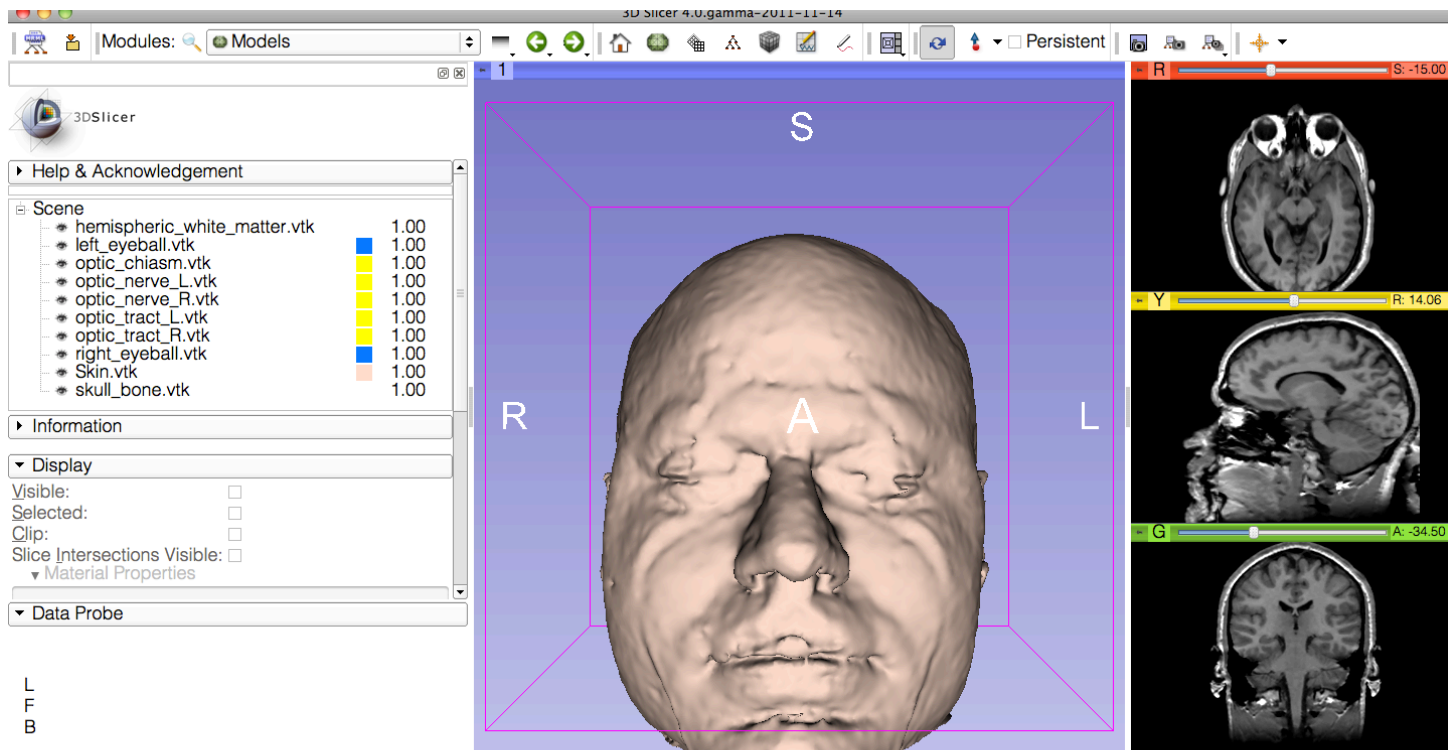 3D Slicer 4.0.gamma-2011-11-14
Modules: Models Persistent
3DSlicer
Help & Acknowledgement
Scene
hemispheric_white_matter.vtk 1.00
left_eyeball.vtk 1.00
optic_chiasm.vtk 1.00
optic_nerve_L.vtk 1.00
optic_nerve_R.vtk 1.00
optic_tract_L.vtk 1.00
optic_tract_R.vtk 1.00
right_eyeball.vtk 1.00
Skin.vtk 1.00
skull_bone.vtk 1.00
Information
Display
Visible:
Selected:
Clip:
Slice Intersections Visible:
Material Properties
Data Probe
L
F
B
1
S
R A L
R S: -15.00
Y R: 14.06
G A: -34.50